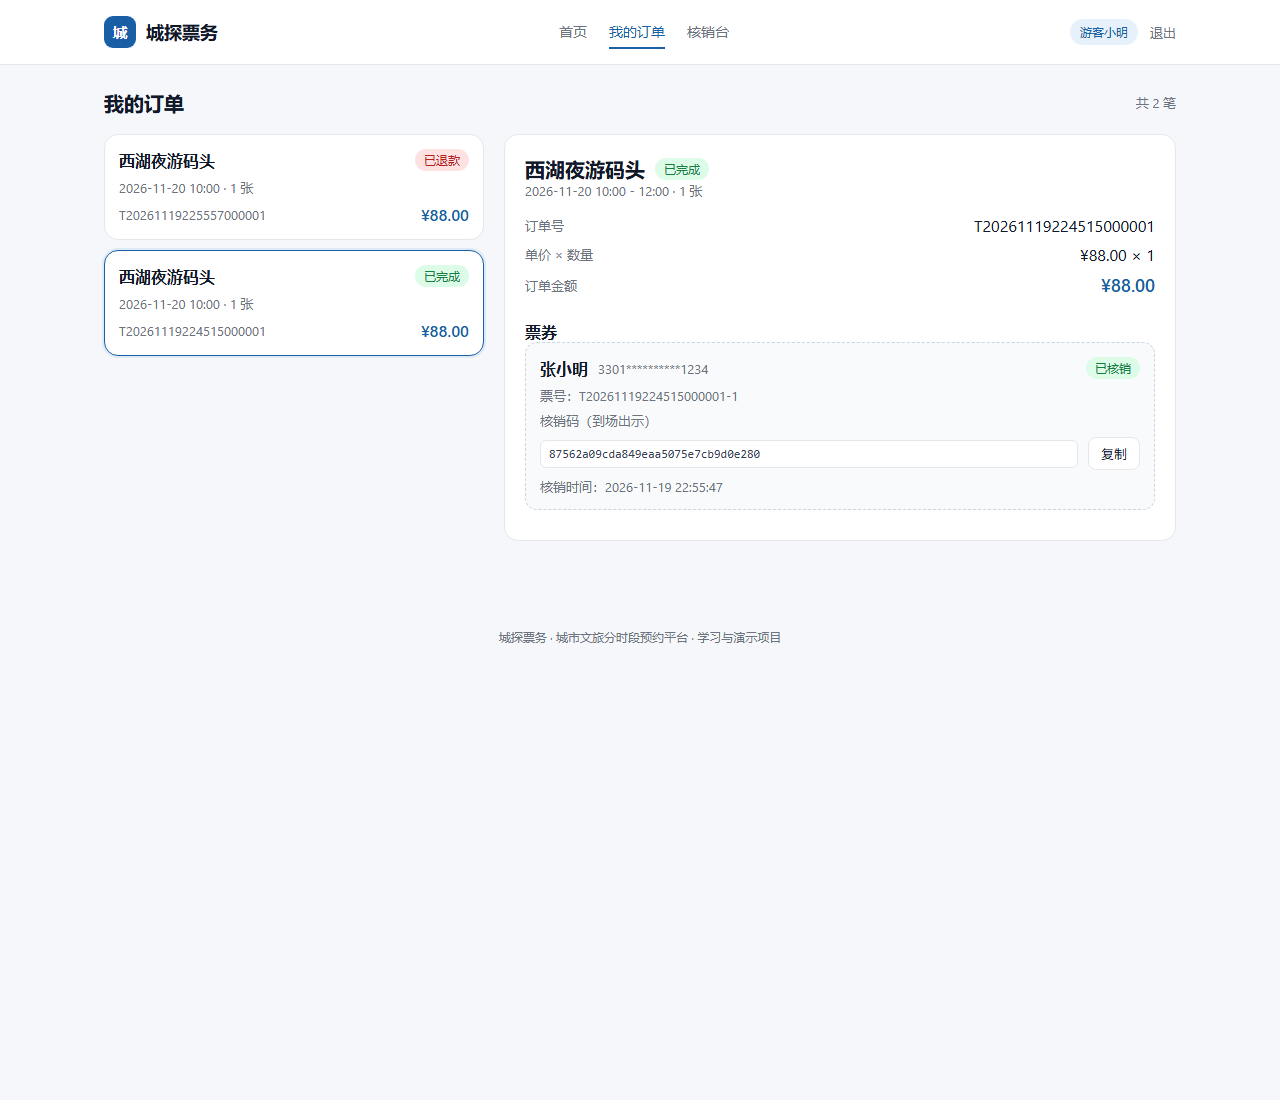 城 城探票务 首页 我的订单 核销台 游客小明 退出
我的订单 共 2 笔
西湖夜游码头 已退款
2026-11-20 10:00 · 1 张
T20261119225557000001 ¥88.00
西湖夜游码头 已完成
2026-11-20 10:00 · 1 张
T20261119224515000001 ¥88.00
西湖夜游码头 已完成
2026-11-20 10:00 - 12:00 · 1 张
订单号 T20261119224515000001
单价 × 数量 ¥88.00 × 1
订单金额 ¥88.00
票券
张小明 3301**********1234 已核销
票号：T20261119224515000001-1
核销码（到场出示）
87562a09cda849eaa5075e7cb9d0e280 复制
核销时间：2026-11-19 22:55:47
城探票务 · 城市文旅分时段预约平台 · 学习与演示项目